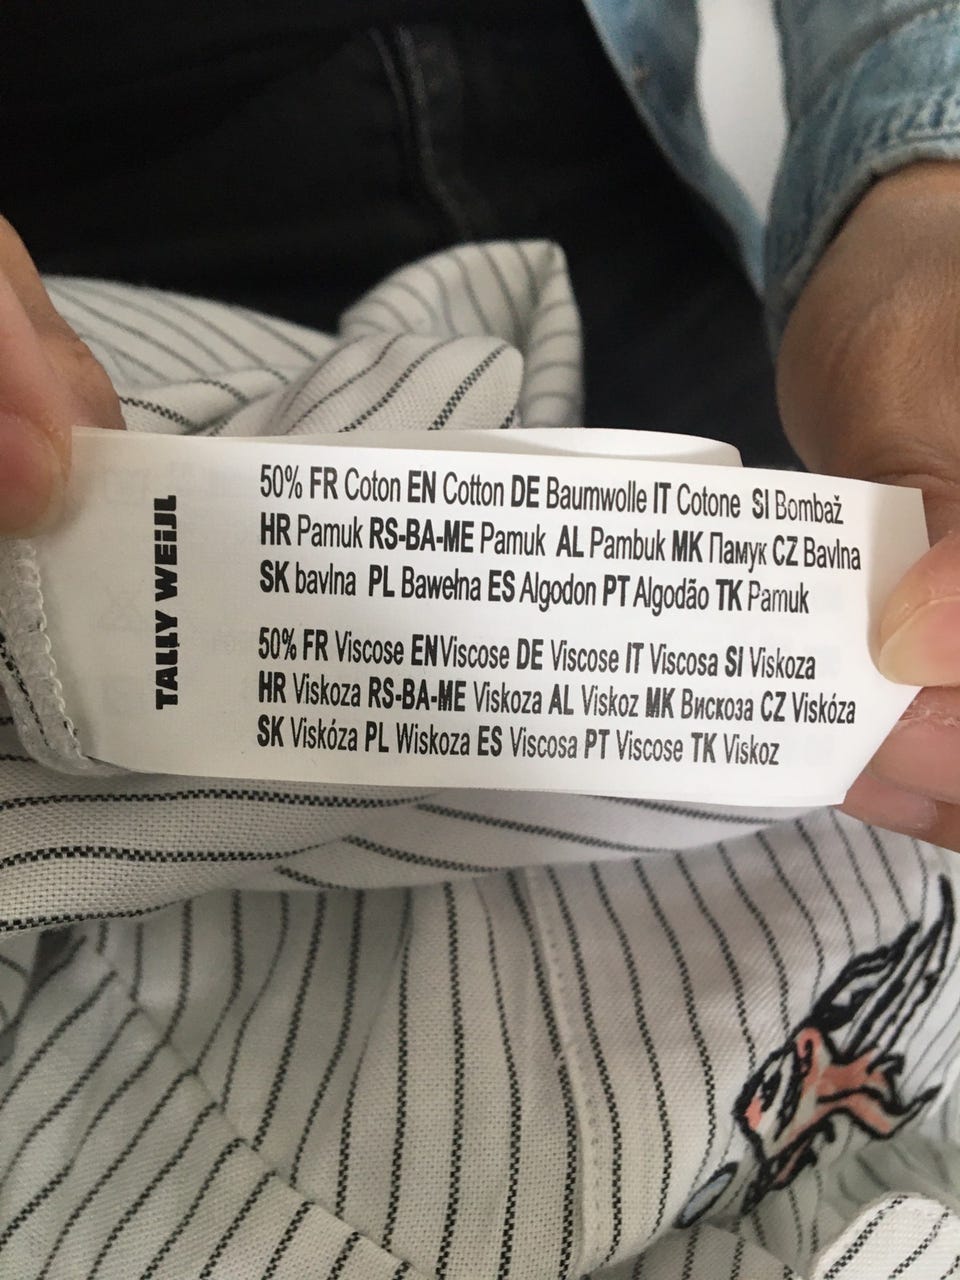 TALLY WEiJL
50% FR Coton EN Cotton DE Baumwolle IT Cotone SI Bombaž
HR Pamuk RS-BA-ME Pamuk AL Pambuk MK Памук CZ Bavlna
SK bavlna PL Bawełna ES Algodon PT Algodão TK Pamuk
50% FR Viscose ENViscose DE Viscose IT Viscosa SI Viskoza
HR Viskoza RS-BA-ME Viskoza AL Viskoz MK Вискоза CZ Viskóza
SK Viskóza PL Wiskoza ES Viscosa PT Viscose TK Viskoz